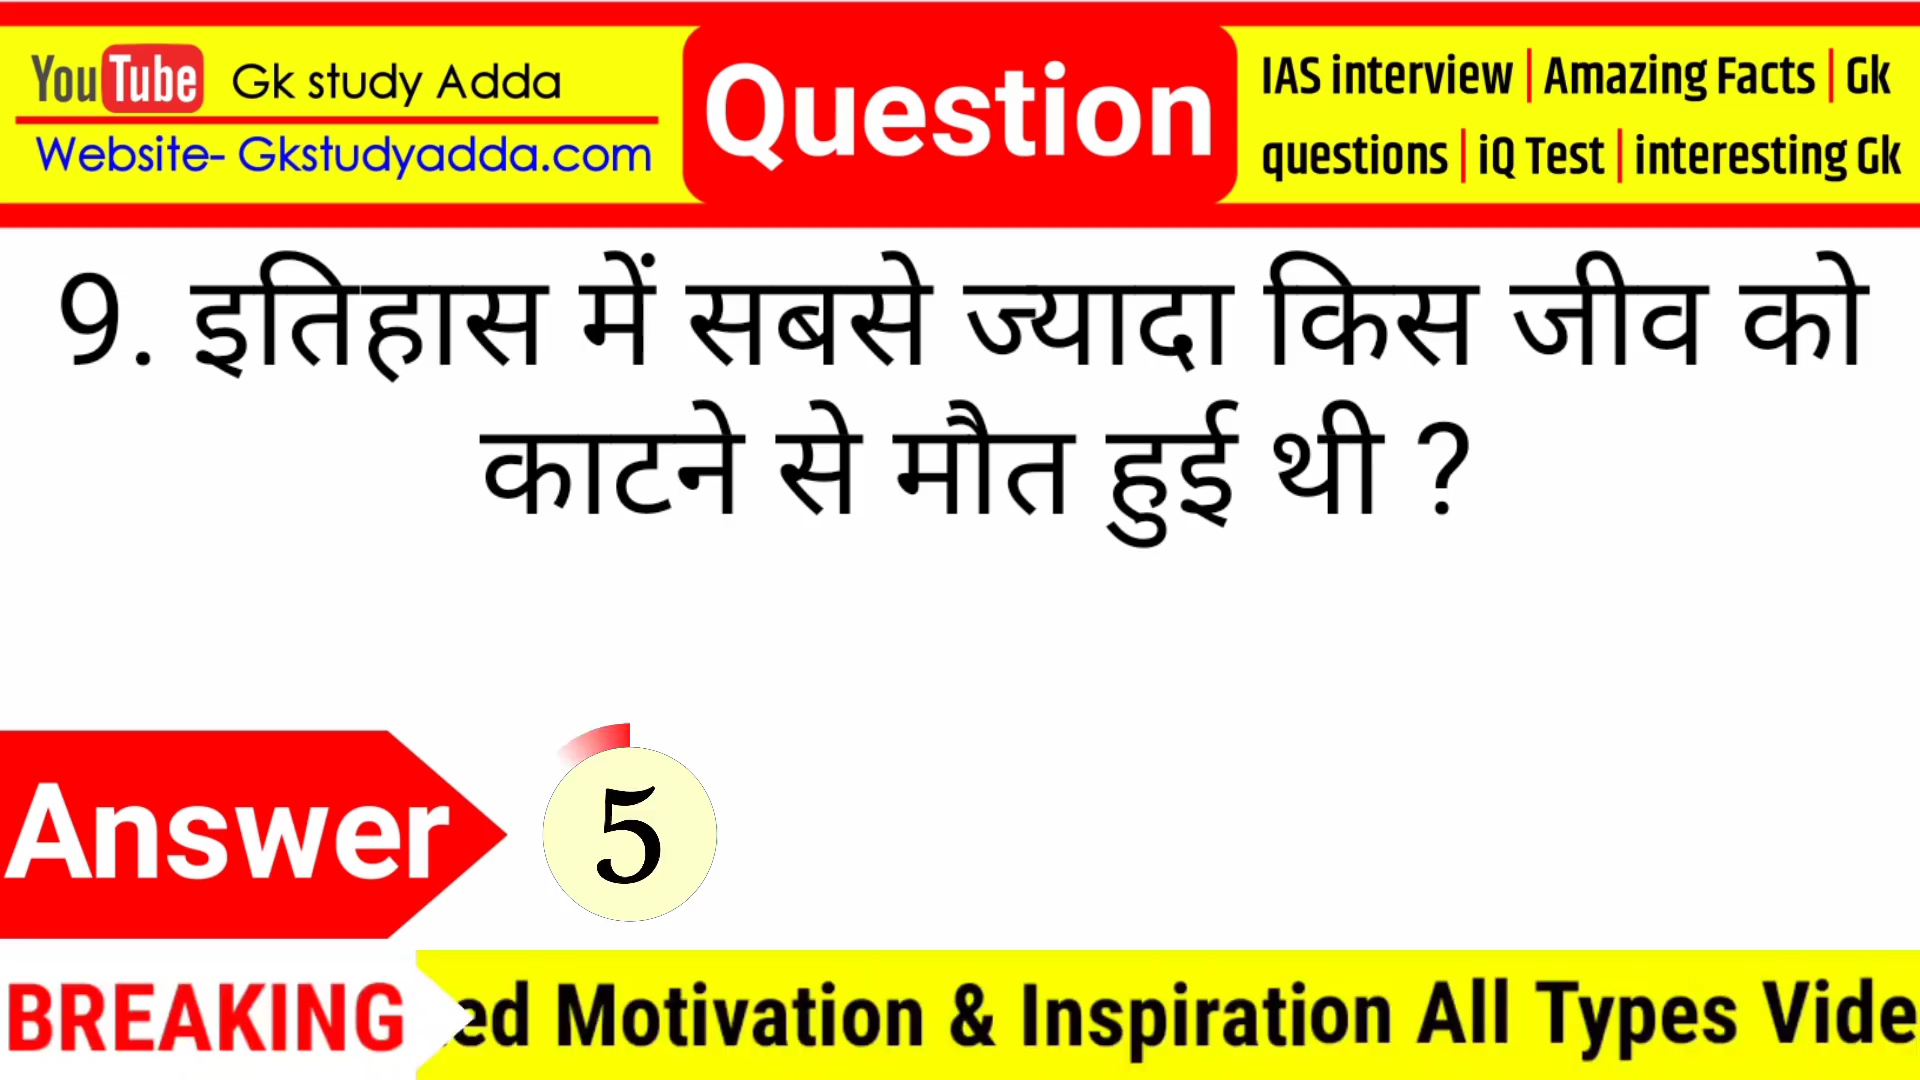 YouTube Gk study Adda
Website- Gkstudyadda.com
Question
IAS interview | Amazing Facts | Gk
questions | iQ Test | interesting Gk
9. इतिहास में सबसे ज्यादा किस जीव को
काटने से मौत हुई थी ?
Answer
5
BREAKING
ed Motivation & Inspiration All Types Vide